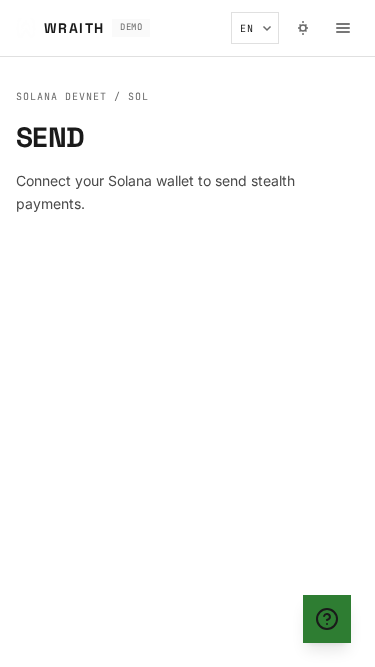 WRAITH DEMO EN
SOLANA DEVNET / SOL
SEND
Connect your Solana wallet to send stealth
payments.